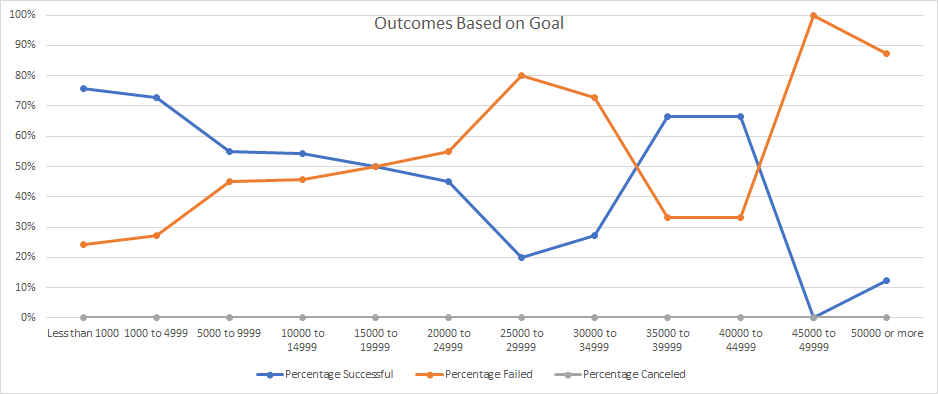 Outcomes Based on Goal
100%
90%
80%
70%
60%
50%
40%
30%
20%
10%
0%
Less than 1000 1000 to 4999 5000 to 9999 10000 to 15000 to 20000 to 25000 to 30000 to 35000 to 40000 to 45000 to 50000 or more
14999 19999 24999 29999 34999 39999 44999 49999
Percentage Successful Percentage Failed Percentage Canceled